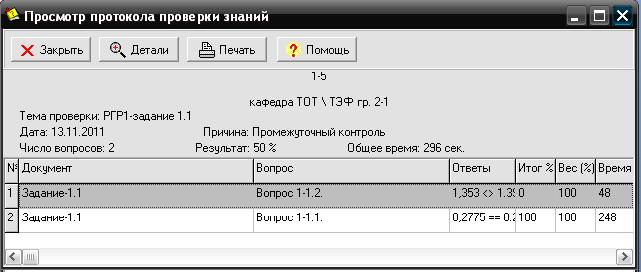 Просмотр протокола проверки знаний
Закрыть Детали Печать Помощь
1-5
кафедра ТОТ \ ТЭФ гр. 2-1
Тема проверки: РГР1-задание 1.1
Дата: 13.11.2011 Причина: Промежуточный контроль
Число вопросов: 2 Результат: 50 % Общее время: 296 сек.
№ Документ Вопрос Ответы Итог % Вес (%) Время
1 Задание-1.1 Вопрос 1-1.2. 1,353 <> 1.39 0 100 48
2 Задание-1.1 Вопрос 1-1.1. 0,2775 == 0.2 100 100 248